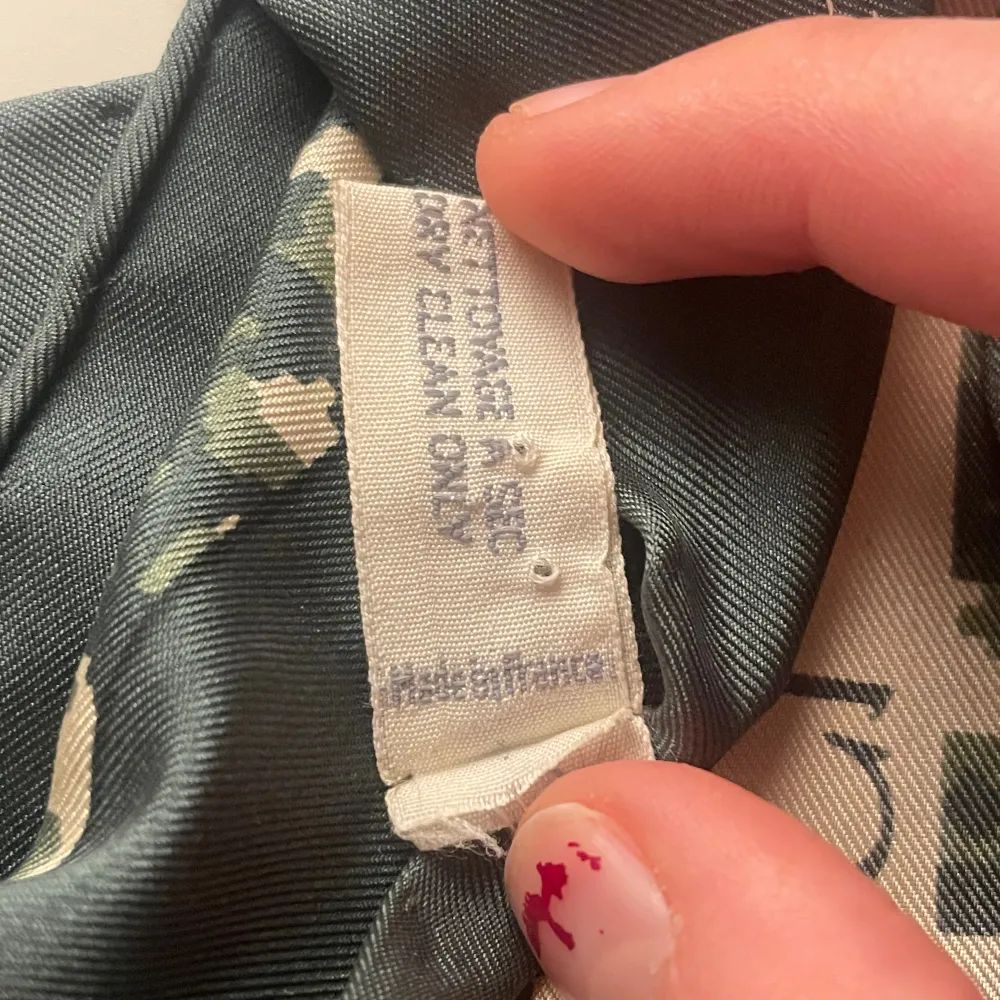 NETTOYAGE A SEC
DRY CLEAN ONLY
Made in France